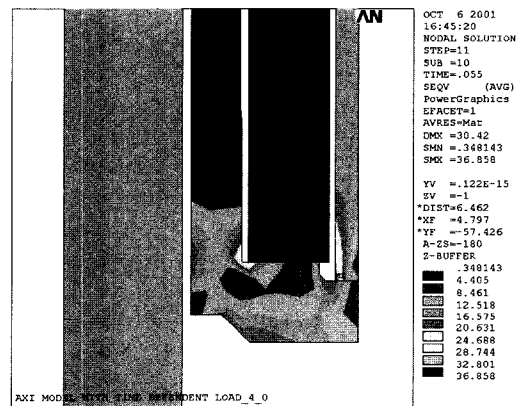 AN
OCT 6 2001
16:45:20
NODAL SOLUTION
STEP=11
SUB =10
TIME=.055
SEQV (AVG)
PowerGraphics
EFACET=1
AVRES=Mat
DMX =30.42
SMN =.348143
SMX =36.858
YV =.122E-15
ZV =-1
*DIST=6.462
*XF =4.797
*YF =-57.426
A-ZS=-180
Z-BUFFER
.348143
4.405
8.461
12.518
16.575
20.631
24.688
28.744
32.801
36.858
AXI MODEL WITH TIME DEPENDENT LOAD_4_0